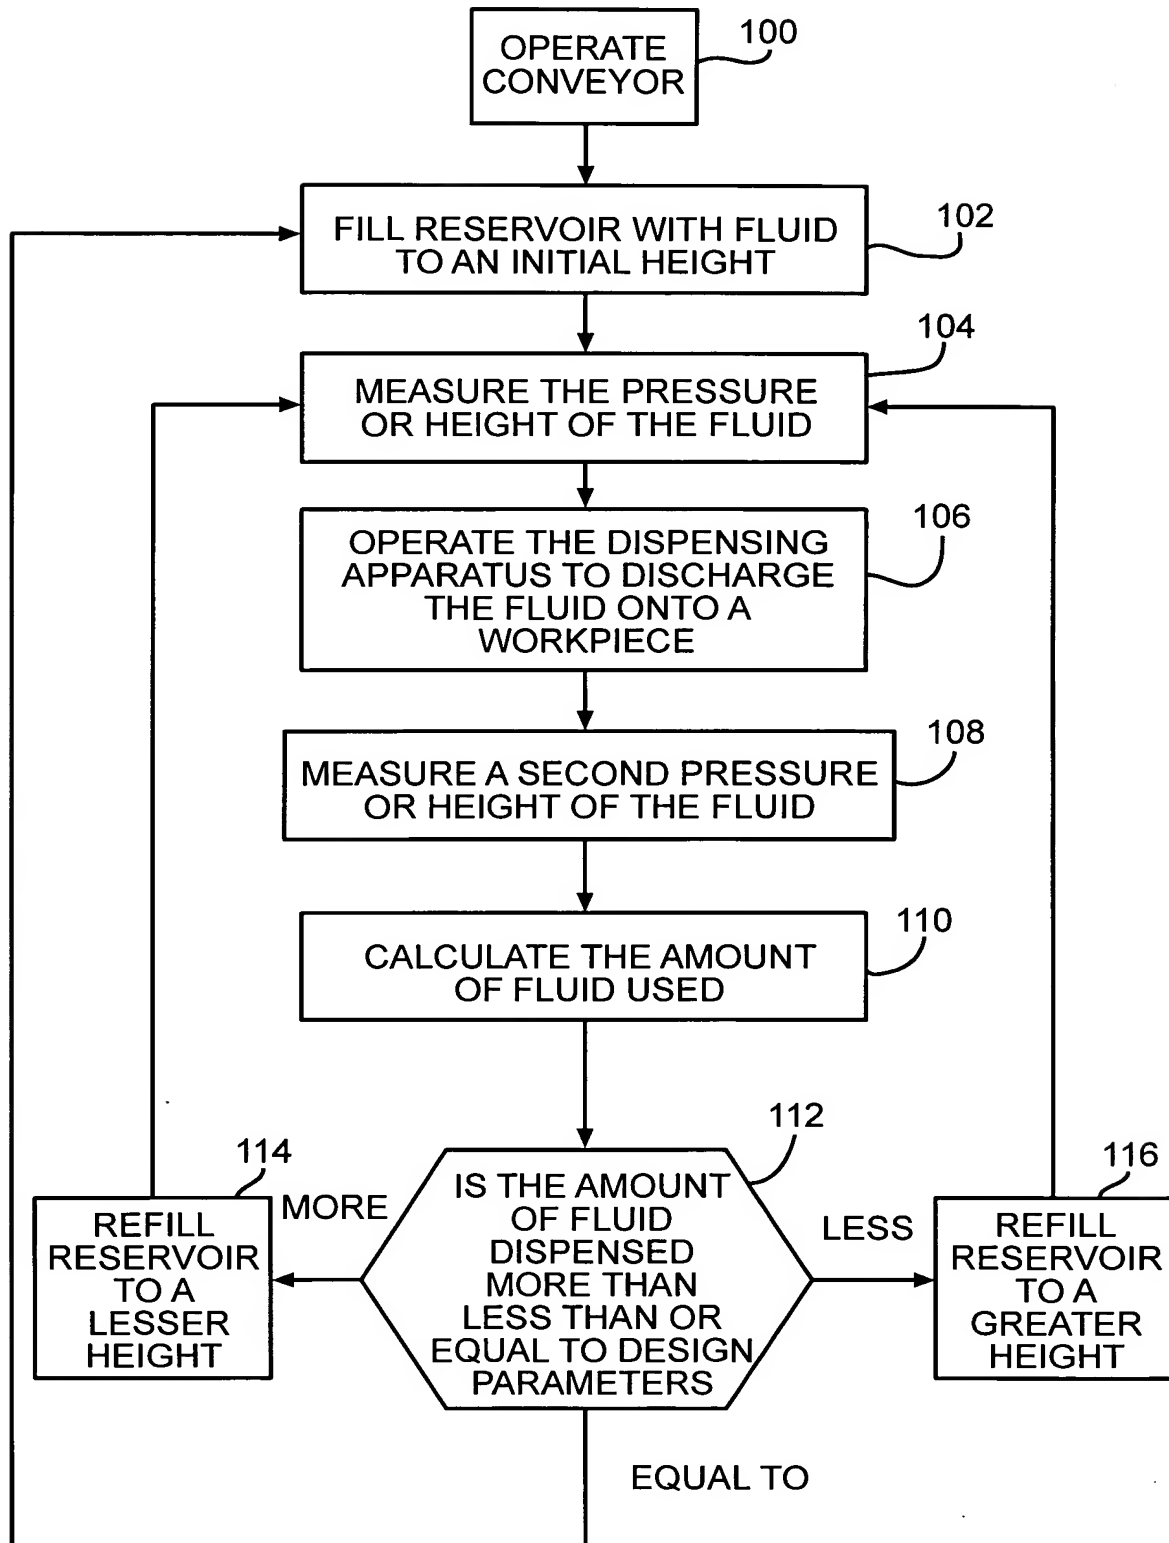 100
OPERATE
CONVEYOR
102
FILL RESERVOIR WITH FLUID
TO AN INITIAL HEIGHT
104
MEASURE THE PRESSURE
OR HEIGHT OF THE FLUID
106
OPERATE THE DISPENSING
APPARATUS TO DISCHARGE
THE FLUID ONTO A
WORKPIECE
108
MEASURE A SECOND PRESSURE
OR HEIGHT OF THE FLUID
110
CALCULATE THE AMOUNT
OF FLUID USED
112
IS THE AMOUNT
OF FLUID
DISPENSED
MORE THAN
LESS THAN OR
EQUAL TO DESIGN
PARAMETERS
114
MORE
REFILL
RESERVOIR
TO A
LESSER
HEIGHT
116
LESS
REFILL
RESERVOIR
TO A
GREATER
HEIGHT
EQUAL TO